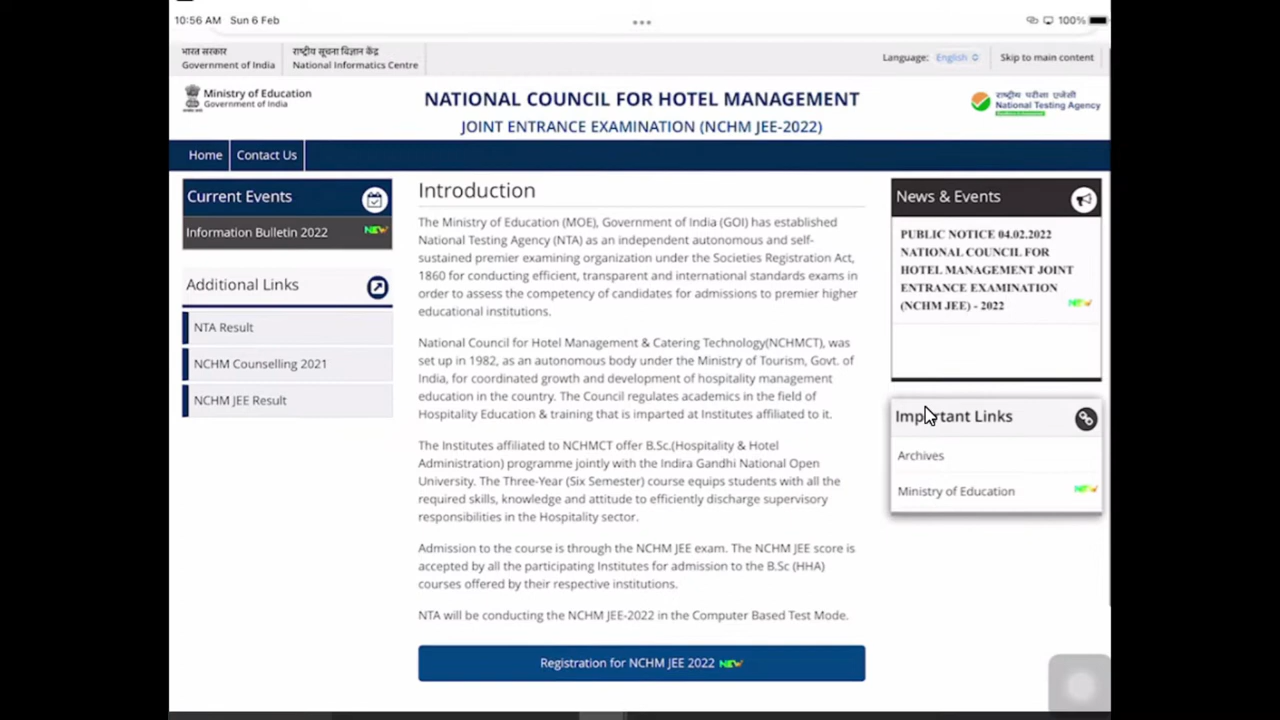 10:56 AM Sun 6 Feb
100%
भारत सरकार
Government of India
राष्ट्रीय सूचना विज्ञान केंद्र
National Informatics Centre
Language: English
Skip to main content
Ministry of Education
Government of India
NATIONAL COUNCIL FOR HOTEL MANAGEMENT
JOINT ENTRANCE EXAMINATION (NCHM JEE-2022)
राष्ट्रीय परीक्षा एजेंसी
National Testing Agency
Home
Contact Us
Current Events
Information Bulletin 2022 NEW
Additional Links
NTA Result
NCHM Counselling 2021
NCHM JEE Result
Introduction
The Ministry of Education (MOE), Government of India (GOI) has established
National Testing Agency (NTA) as an independent autonomous and self-
sustained premier examining organization under the Societies Registration Act,
1860 for conducting efficient, transparent and international standards exams in
order to assess the competency of candidates for admissions to premier higher
educational institutions.
National Council for Hotel Management & Catering Technology(NCHMCT), was
set up in 1982, as an autonomous body under the Ministry of Tourism, Govt. of
India, for coordinated growth and development of hospitality management
education in the country. The Council regulates academics in the field of
Hospitality Education & training that is imparted at Institutes affiliated to it.
The Institutes affiliated to NCHMCT offer B.Sc.(Hospitality & Hotel
Administration) programme jointly with the Indira Gandhi National Open
University. The Three-Year (Six Semester) course equips students with all the
required skills, knowledge and attitude to efficiently discharge supervisory
responsibilities in the Hospitality sector.
Admission to the course is through the NCHM JEE exam. The NCHM JEE score is
accepted by all the participating Institutes for admission to the B.Sc (HHA)
courses offered by their respective institutions.
NTA will be conducting the NCHM JEE-2022 in the Computer Based Test Mode.
Registration for NCHM JEE 2022 NEW
News & Events
PUBLIC NOTICE 04.02.2022
NATIONAL COUNCIL FOR
HOTEL MANAGEMENT JOINT
ENTRANCE EXAMINATION
(NCHM JEE) - 2022 NEW
Important Links
Archives
Ministry of Education NEW